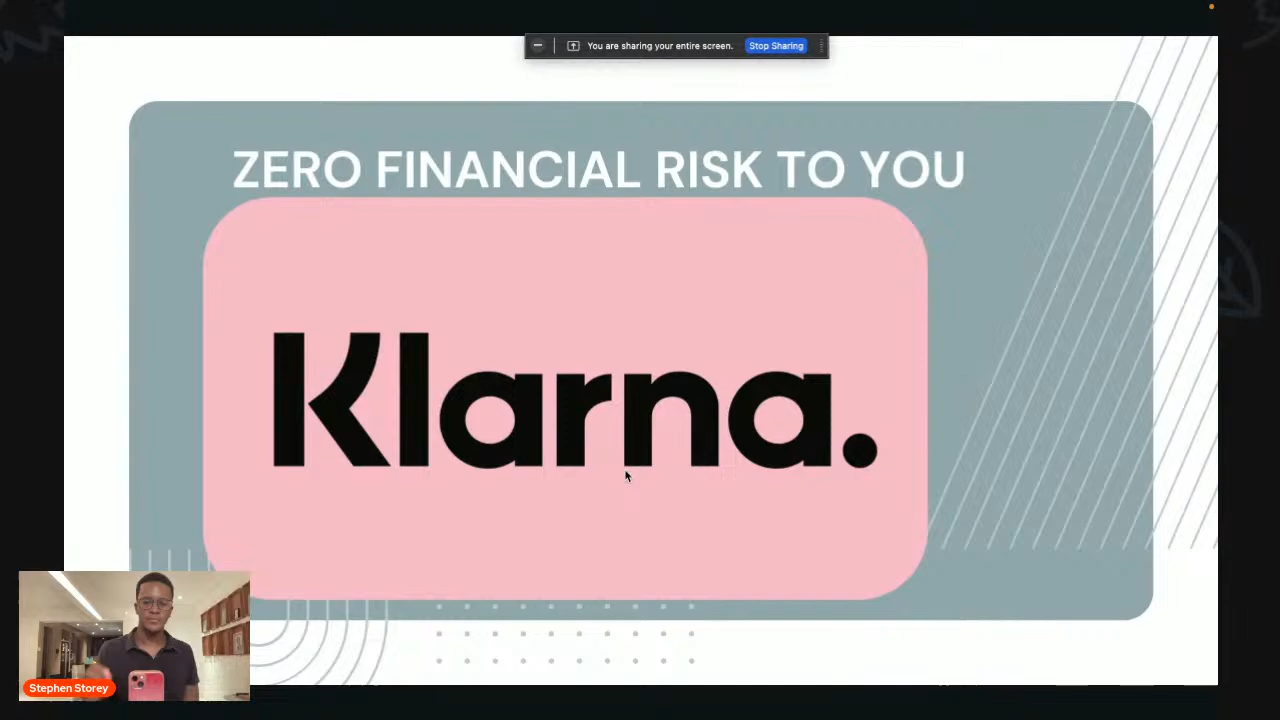 You are sharing your entire screen.
Stop Sharing
ZERO FINANCIAL RISK TO YOU
Klarna.
Stephen Storey